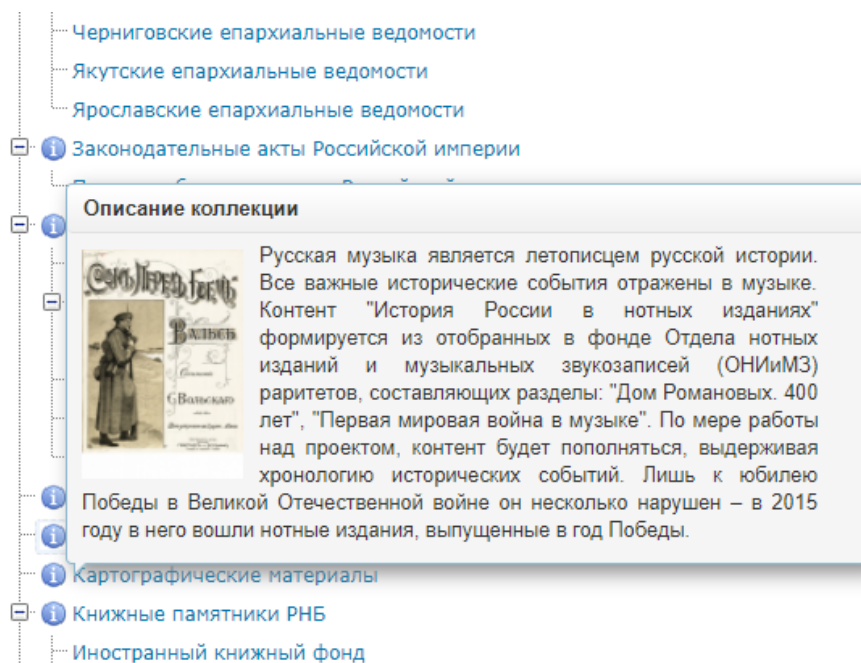 Черниговские епархиальные ведомости
Якутские епархиальные ведомости
Ярославские епархиальные ведомости
Законодательные акты Российской империи
Описание коллекции
Русская музыка является летописцем русской истории.
Все важные исторические события отражены в музыке.
Контент "История России в нотных изданиях"
формируется из отобранных в фонде Отдела нотных
изданий и музыкальных звукозаписей (ОНИиМЗ)
раритетов, составляющих разделы: "Дом Романовых. 400
лет", "Первая мировая война в музыке". По мере работы
над проектом, контент будет пополняться, выдерживая
хронологию исторических событий. Лишь к юбилею
Победы в Великой Отечественной войне он несколько нарушен – в 2015
году в него вошли нотные издания, выпущенные в год Победы.
Вальсъ
Картографические материалы
Книжные памятники РНБ
Иностранный книжный фонд